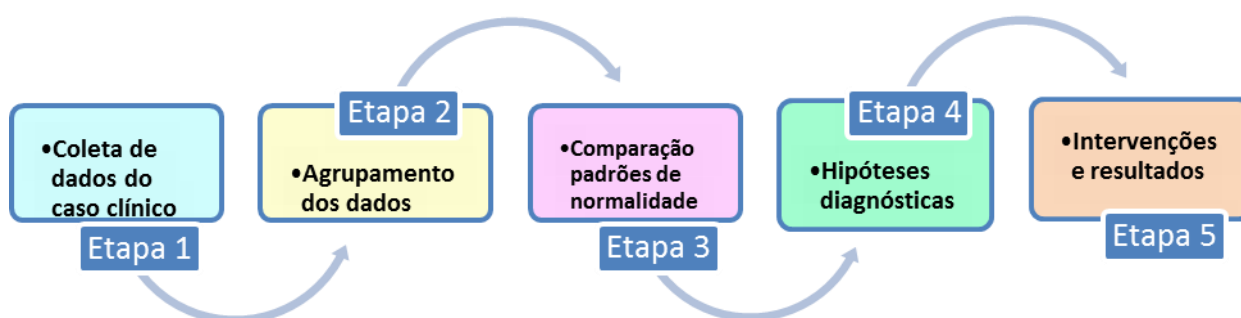 •Coleta de
dados do
caso clínico
Etapa 1
Etapa 2
•Agrupamento
dos dados
•Comparação
padrões de
normalidade
Etapa 3
Etapa 4
•Hipóteses
diagnósticas
•Intervenções
e resultados
Etapa 5